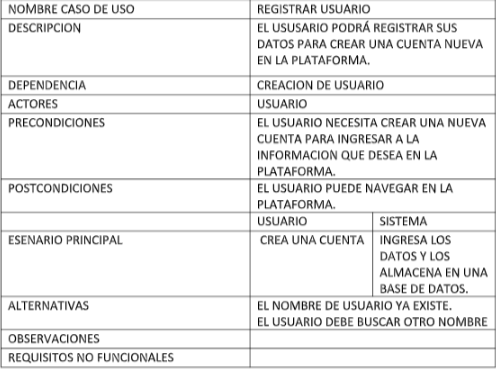 NOMBRE CASO DE USO
REGISTRAR USUARIO
DESCRIPCION
EL USUSARIO PODRÁ REGISTRAR SUS
DATOS PARA CREAR UNA CUENTA NUEVA
EN LA PLATAFORMA.
DEPENDENCIA
CREACION DE USUARIO
ACTORES
USUARIO
PRECONDICIONES
EL USUARIO NECESITA CREAR UNA NUEVA
CUENTA PARA INGRESAR A LA
INFORMACION QUE DESEA EN LA
PLATAFORMA.
POSTCONDICIONES
EL USUARIO PUEDE NAVEGAR EN LA
PLATAFORMA.
USUARIO
SISTEMA
ESENARIO PRINCIPAL
CREA UNA CUENTA
INGRESA LOS
DATOS Y LOS
ALMACENA EN UNA
BASE DE DATOS.
ALTERNATIVAS
EL NOMBRE DE USUARIO YA EXISTE.
EL USUARIO DEBE BUSCAR OTRO NOMBRE
OBSERVACIONES
REQUISITOS NO FUNCIONALES